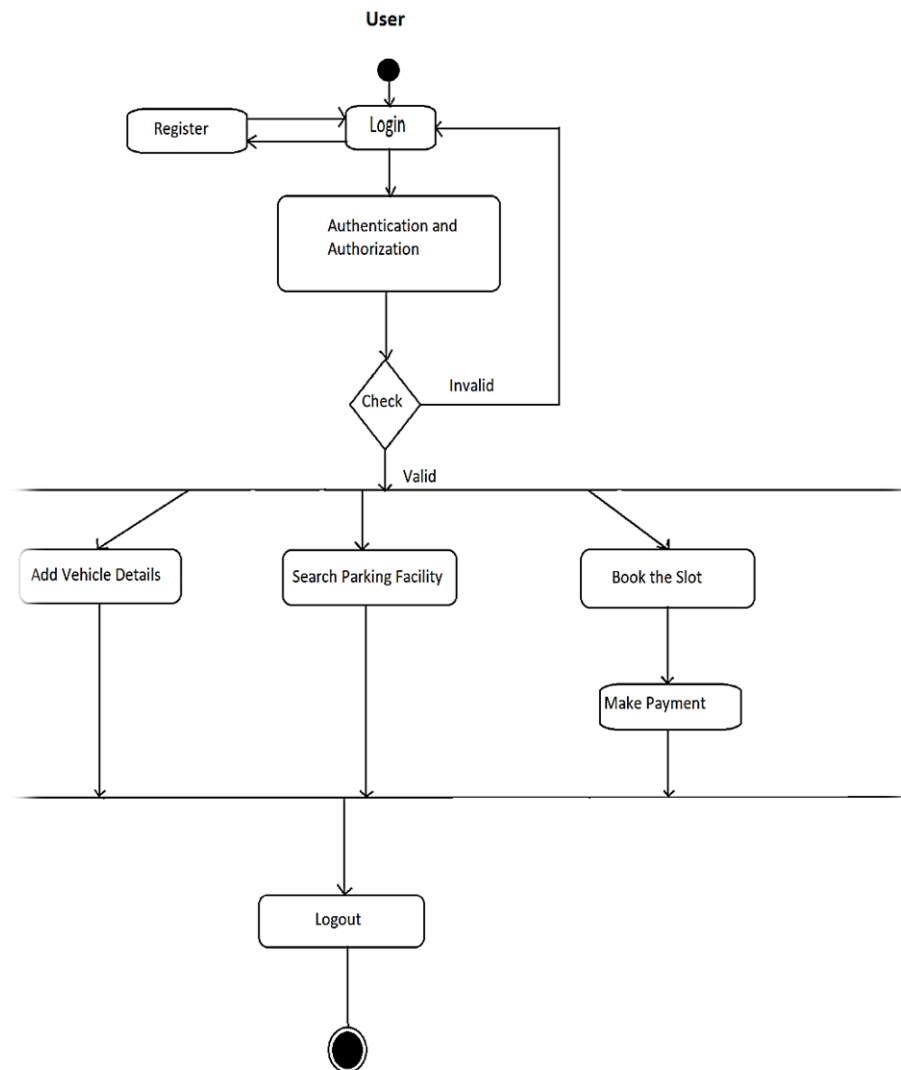 User
Register
Login
Authentication and
Authorization
Check
Invalid
Valid
Add Vehicle Details
Search Parking Facility
Book the Slot
Make Payment
Logout